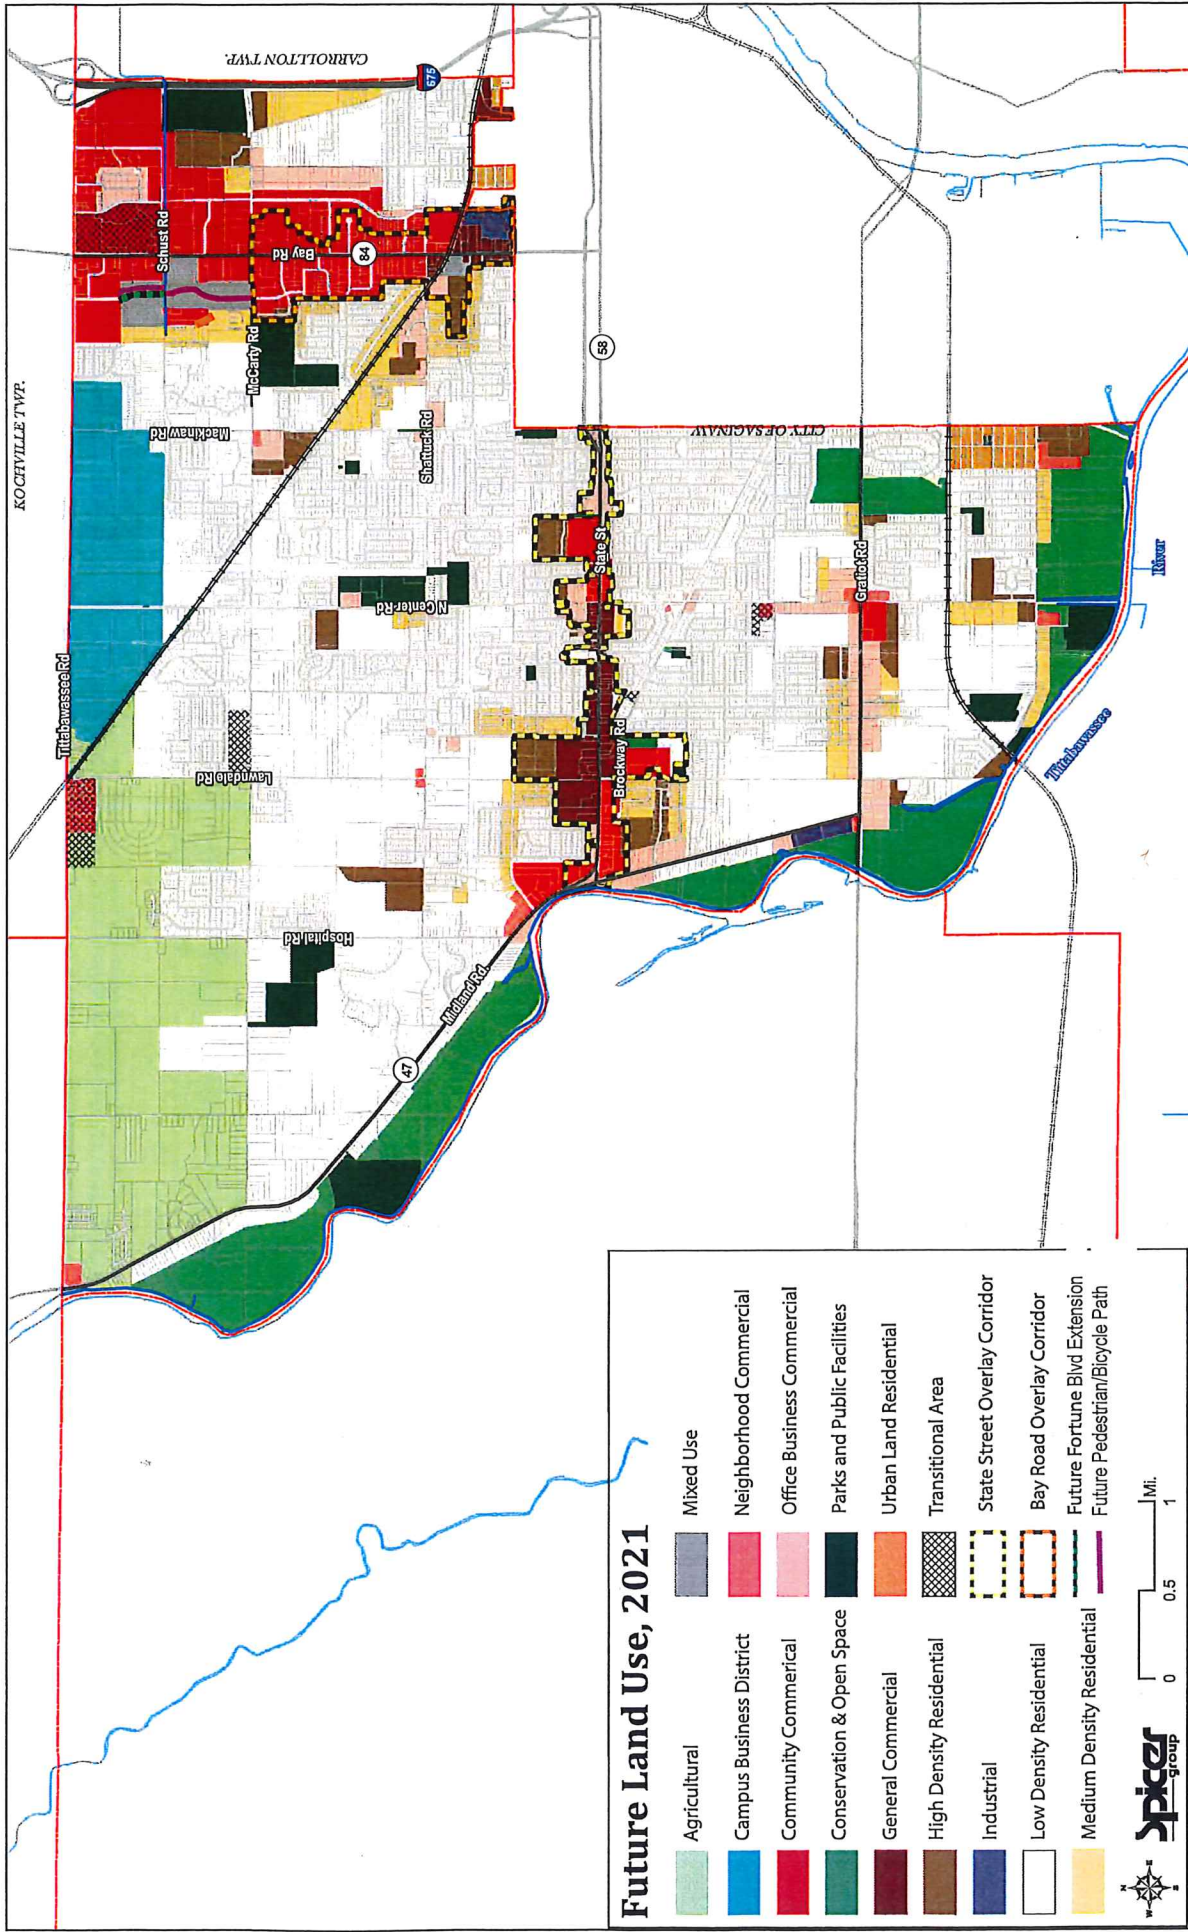 KOCHVILLE TWP.
CARROLLTON TWP.
675
Tittabawassee Rd
Schust Rd
Bay Rd
84
McCarty Rd
Mackinaw Rd
Shattuck Rd
Lawndale Rd
N Center Rd
Hospital Rd
Midland Rd
47
58
State St
Brockway Rd
CITY OF SAGINAW
Gratiot Rd
Tittabawassee
River
Future Land Use, 2021
Agricultural
Campus Business District
Community Commerical
Conservation & Open Space
General Commercial
High Density Residential
Industrial
Low Density Residential
Medium Density Residential
Mixed Use
Neighborhood Commercial
Office Business Commercial
Parks and Public Facilities
Urban Land Residential
Transitional Area
State Street Overlay Corridor
Bay Road Overlay Corridor
Future Fortune Blvd Extension
Future Pedestrian/Bicycle Path
N
W E
S
Spicer
group
0 0.5 1
Mi.